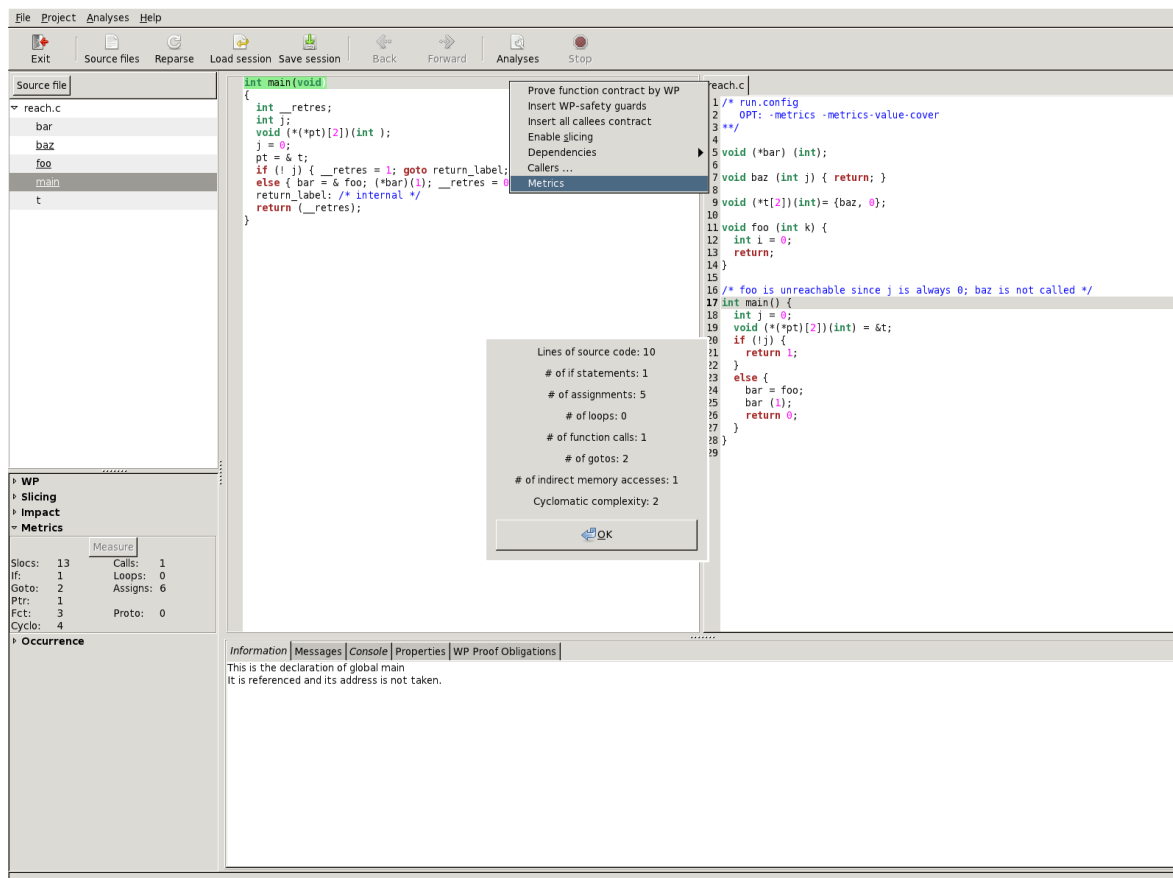 File Project Analyses Help
Exit Source files Reparse Load session Save session Back Forward Analyses Stop
Source file
reach.c
bar
baz
foo
main
t
WP
Slicing
Impact
Metrics
Measure
Slocs: 13 Calls: 1
If: 1 Loops: 0
Goto: 2 Assigns: 6
Ptr: 1
Fct: 3 Proto: 0
Cyclo: 4
Occurrence
int main(void)
{
int __retres;
int j;
void (*(*pt)[2])(int );
j = 0;
pt = & t;
if (! j) { __retres = 1; goto return_label;
else { bar = & foo; (*bar)(1); __retres = 0
return_label: /* internal */
return (__retres);
}
Prove function contract by WP
Insert WP-safety guards
Insert all callees contract
Enable slicing
Dependencies
Callers ...
Metrics
Lines of source code: 10
# of if statements: 1
# of assignments: 5
# of loops: 0
# of function calls: 1
# of gotos: 2
# of indirect memory accesses: 1
Cyclomatic complexity: 2
OK
reach.c
1 /* run.config
2 OPT: -metrics -metrics-value-cover
3 **/
4
5 void (*bar) (int);
7 void baz (int j) { return; }
8
9 void (*t[2])(int)= {baz, 0};
10
11 void foo (int k) {
12 int i = 0;
13 return;
14 }
15
16 /* foo is unreachable since j is always 0; baz is not called */
17 int main() {
18 int j = 0;
19 void (*(*pt)[2])(int) = &t;
20 if (!j) {
21 return 1;
22 }
23 else {
24 bar = foo;
25 bar (1);
26 return 0;
27 }
28 }
29
Information Messages Console Properties WP Proof Obligations
This is the declaration of global main
It is referenced and its address is not taken.